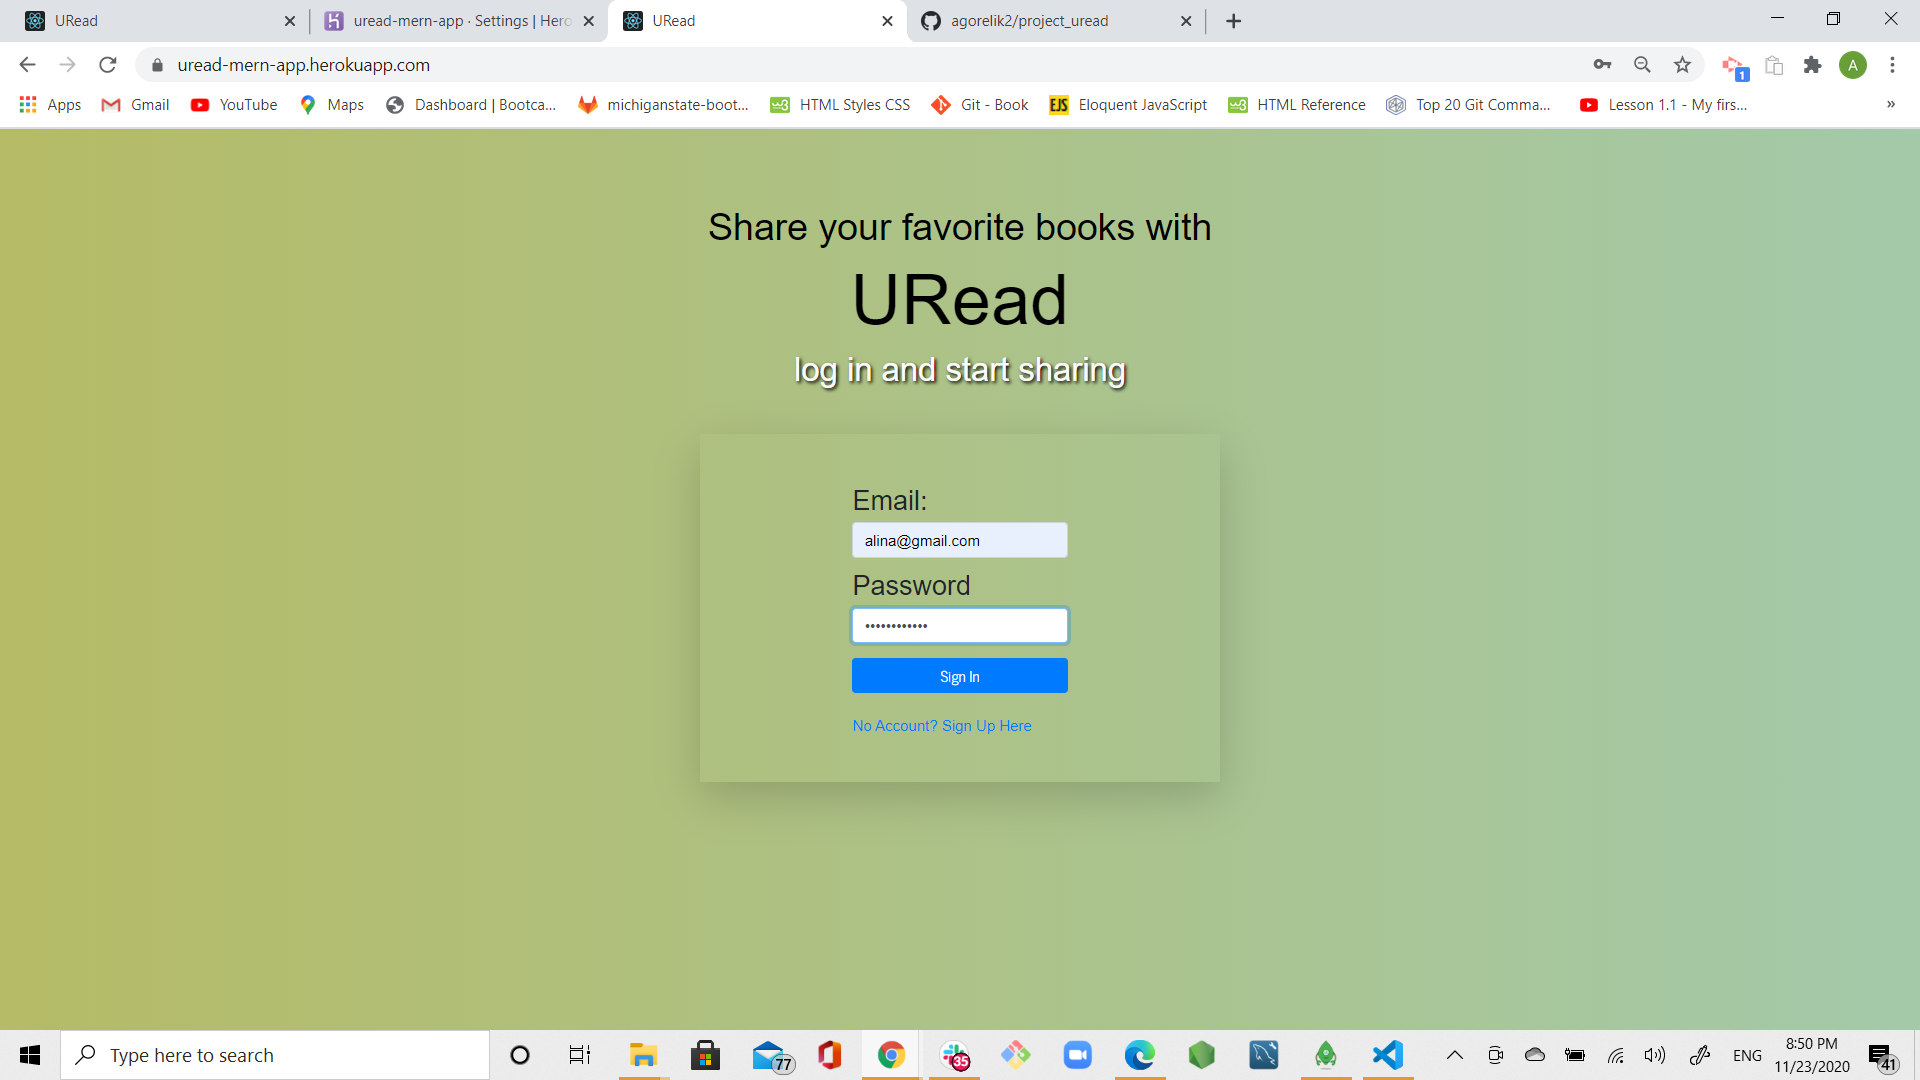 URead
uread-mern-app · Settings | Hero
URead
agorelik2/project_uread
uread-mern-app.herokuapp.com
1
A
Apps
Gmail
YouTube
Maps
Dashboard | Bootca...
michiganstate-boot...
HTML Styles CSS
Git - Book
EJS
Eloquent JavaScript
HTML Reference
Top 20 Git Comma...
Lesson 1.1 - My firs...
»
Share your favorite books with
URead
log in and start sharing
Email:
alina@gmail.com
Password
••••••••••••
Sign In
No Account? Sign Up Here
Type here to search
77
35
ENG
8:50 PM
11/23/2020
41